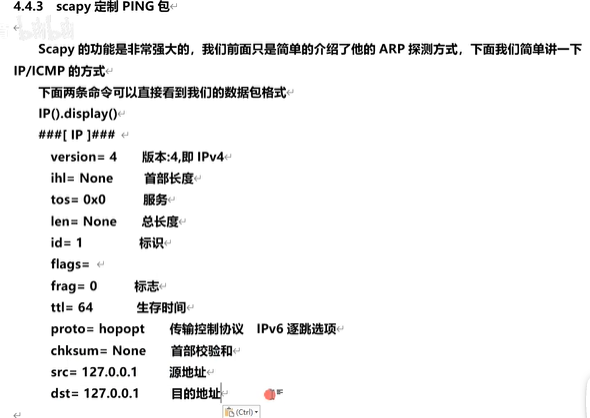 4.4.3 scapy 定制 PING 包
Scapy 的功能是非常强大的，我们前面只是简单的介绍了他的 ARP 探测方式，下面我们简单讲一下
IP/ICMP 的方式
下面两条命令可以直接看到我们的数据包格式
IP().display()
###[ IP ]###
version= 4 版本:4,即 IPv4
ihl= None 首部长度
tos= 0x0 服务
len= None 总长度
id= 1 标识
flags=
frag= 0 标志
ttl= 64 生存时间
proto= hopopt 传输控制协议 IPv6 逐跳选项
chksum= None 首部校验和
src= 127.0.0.1 源地址
dst= 127.0.0.1 目的地址
(Ctrl)